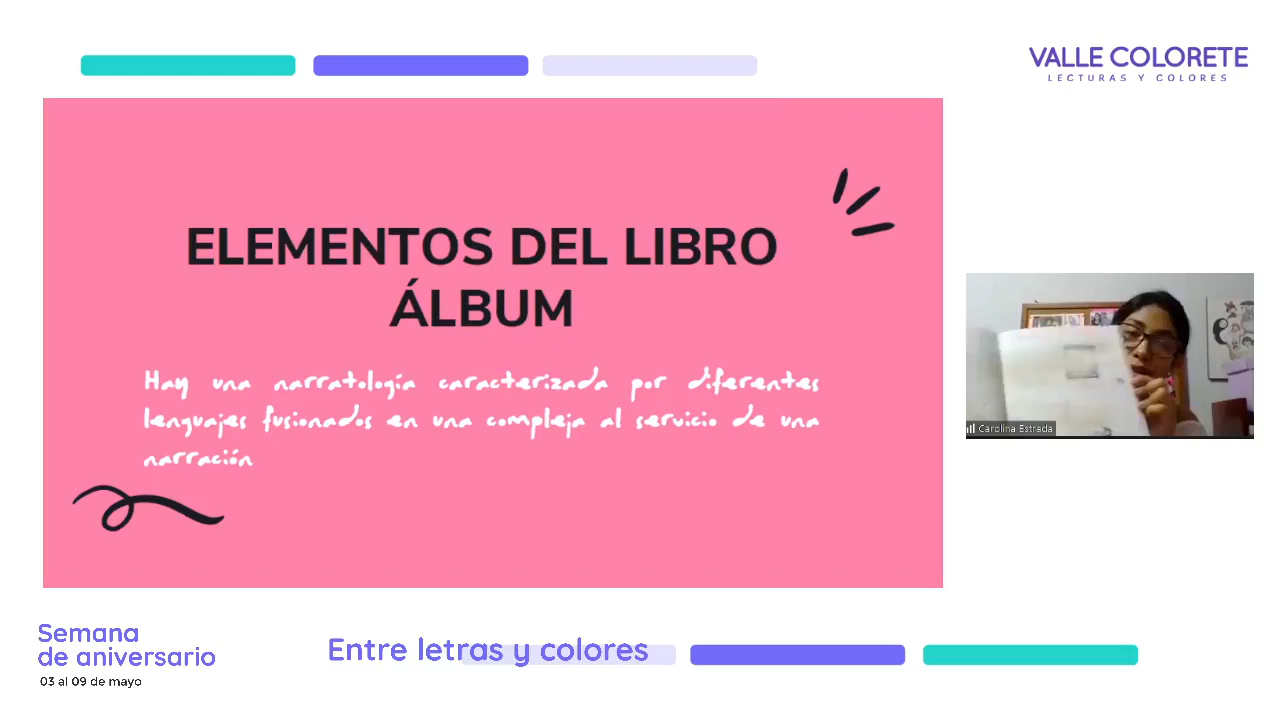 VALLE COLORETE
LECTURAS Y COLORES
ELEMENTOS DEL LIBRO
ÁLBUM
Hay una narratología caracterizada por diferentes
lenguajes fusionados en una compleja al servicio de una
narración
Carolina Estrada
Semana
de aniversario
03 al 09 de mayo
Entre letras y colores